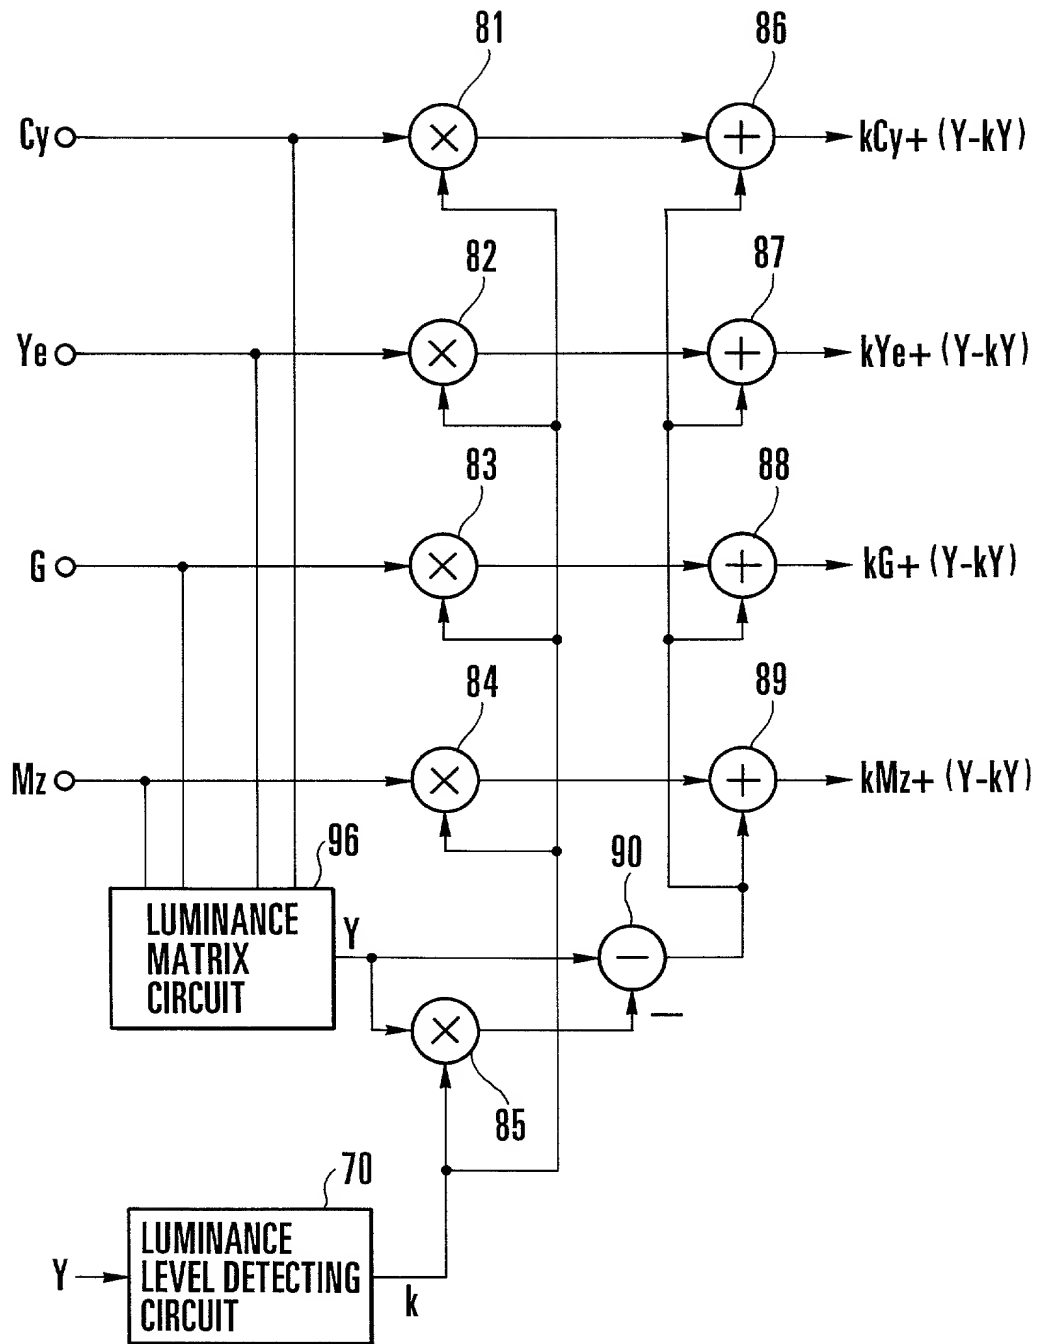 81
86
Cy
kCy+ (Y-kY)
82
87
Ye
kYe+ (Y-kY)
83
88
G
kG+ (Y-kY)
84
89
Mz
kMz+ (Y-kY)
96
90
LUMINANCE
MATRIX
CIRCUIT
Y
85
70
Y
LUMINANCE
LEVEL DETECTING
CIRCUIT
k